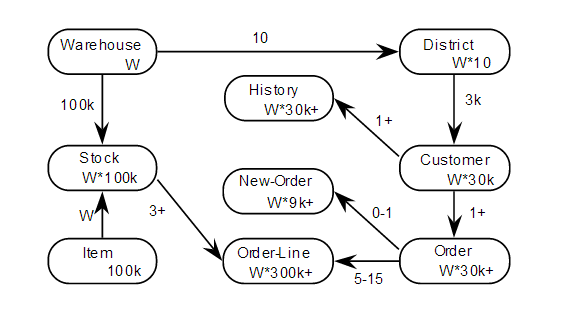 Warehouse
W
10
District
W*10
History
W*30k+
100k
3k
1+
Stock
W*100k
Customer
W*30k
New-Order
W*9k+
W
3+
0-1
1+
Item
100k
Order-Line
W*300k+
5-15
Order
W*30k+